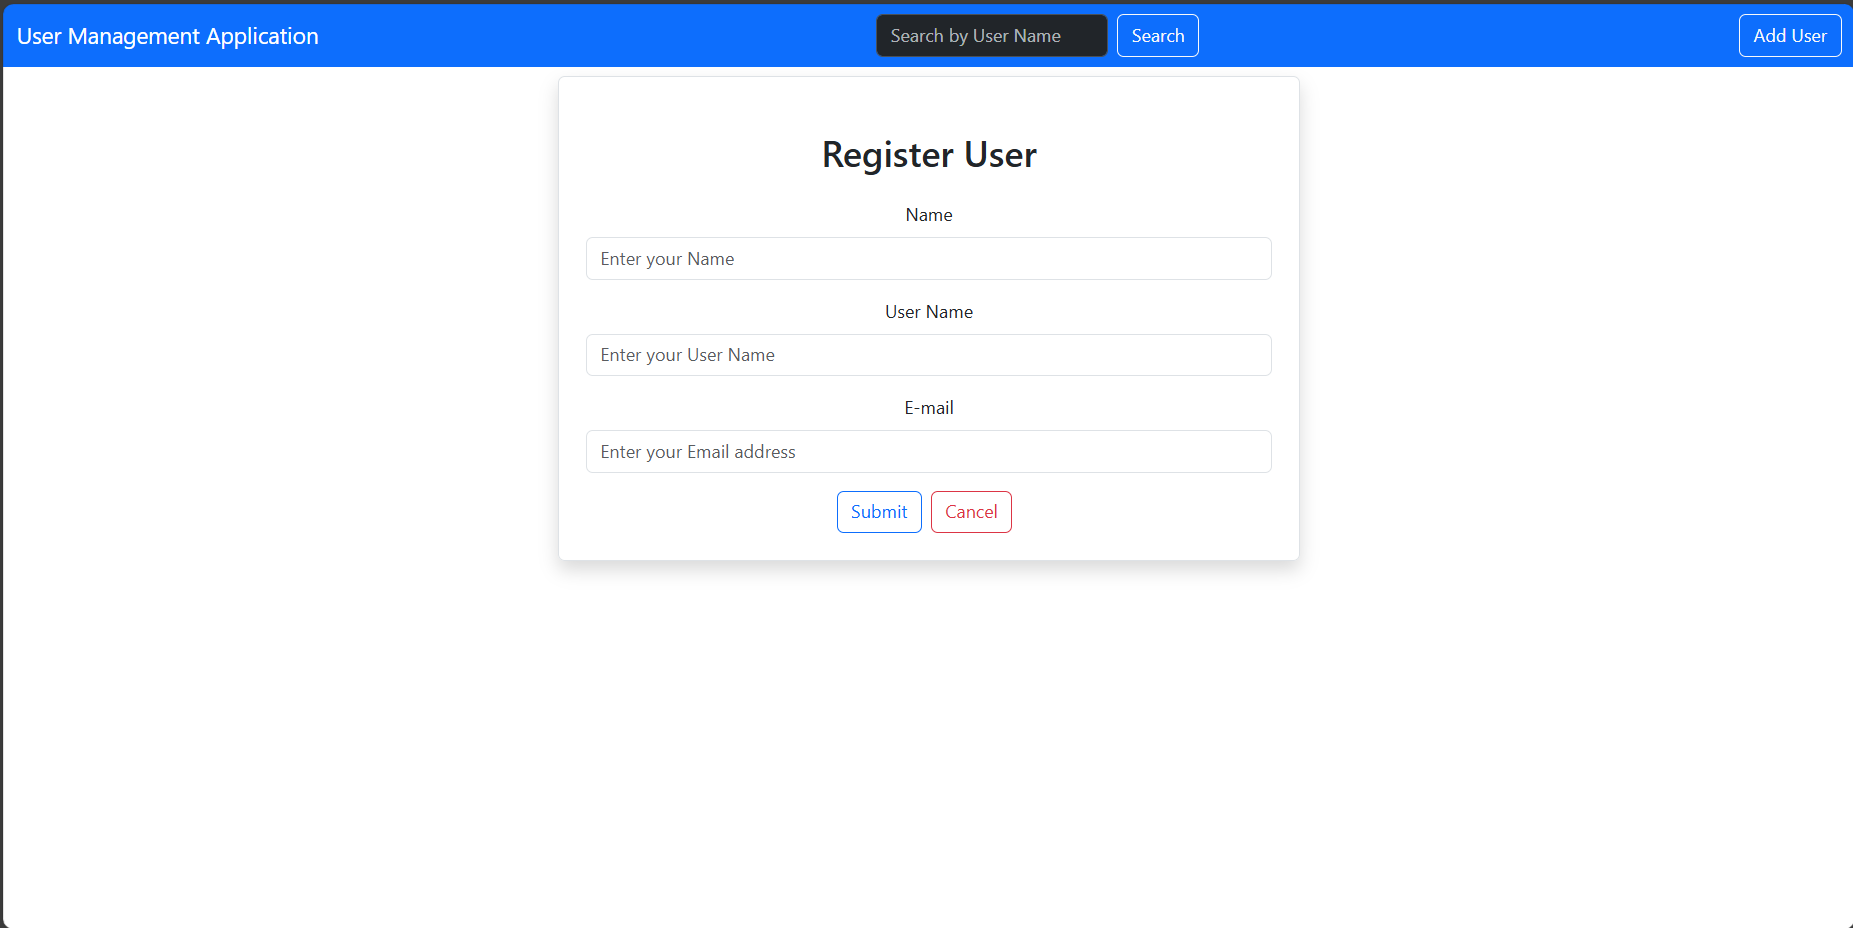 User Management Application
Search by User Name
Search
Add User
Register User
Name
Enter your Name
User Name
Enter your User Name
E-mail
Enter your Email address
Submit
Cancel